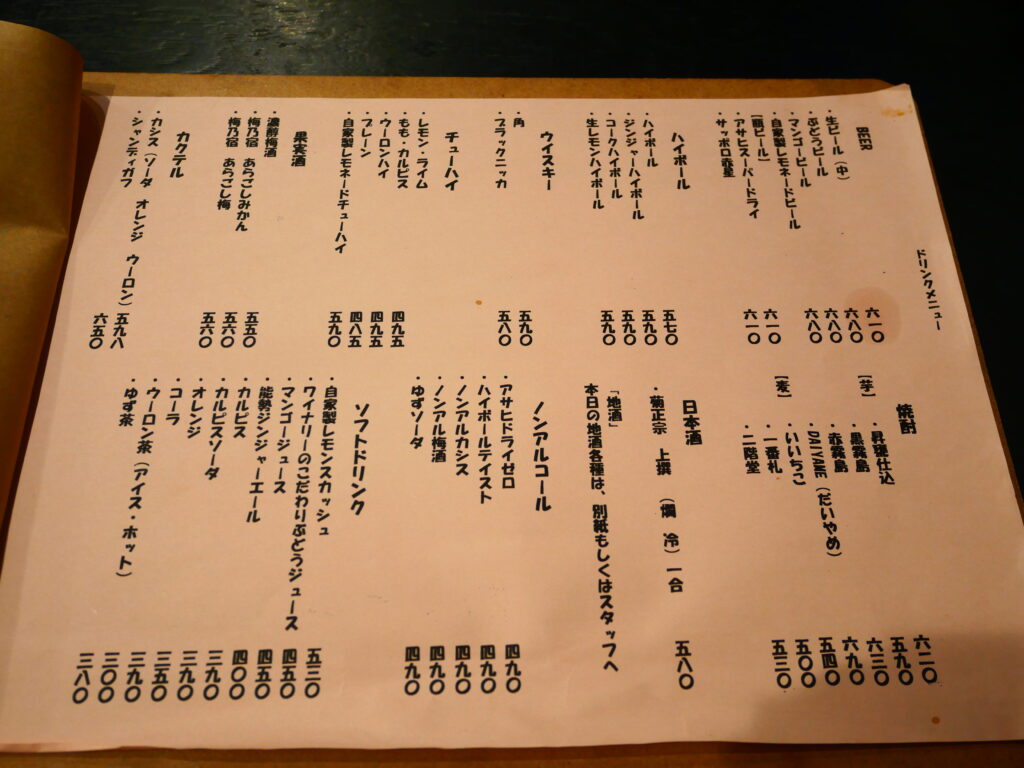 ドリンクメニュー
BEER
・生ビール（中）
・ぶどうビール
・マンゴービール
・自家製レモネードビール
［瓶ビール］
・アサヒスーパードライ
・サッポロ赤星
六一〇
六八〇
六八〇
六八〇
六一〇
六一〇
ハイボール
・ハイボール
・ジンジャーハイボール
・コークハイボール
・生レモンハイボール
五七〇
五九〇
五九〇
五九〇
ウイスキー
・角
・ブラックニッカ
五九〇
五八〇
チューハイ
・レモン・ライム
・もも・カルピス
・ウーロンハイ
・プレーン
・自家製レモネードチューハイ
四九五
四九五
四八五
五九〇
果実酒
・濃醇梅酒
・梅乃宿　あらごしみかん
・梅乃宿　あらごし梅
五五〇
五六〇
五六〇
カクテル
・カシス（ソーダ　オレンジ　ウーロン）
・シャンディガフ
五九八
六五〇
焼酎
［芋］
仕込
・黒霧島
・赤霧島
・DAIYAME（だいやめ）
［麦］
・いいちこ
・一番札
・二階堂
六二〇
五九〇
六三〇
六九〇
五四〇
五〇〇
五三〇
日本酒
・菊正宗　上撰　（燗　冷）一合
五八〇
「地酒」
本日の地酒各種は、別紙もしくはスタッフへ
ノンアルコール
・アサヒドライゼロ
・ハイボールテイスト
・ノンアルカシス
・ノンアル梅酒
・ゆずソーダ
四九〇
四九〇
四九〇
四九〇
四九〇
ソフトドリンク
・自家製レモンスカッシュ
・ワイナリーのこだわりぶどうジュース
・マンゴージュース
・能勢ジンジャーエール
・カルピス
・カルピスソーダ
・オレンジ
・コーラ
・ウーロン茶（アイス・ホット）
・ゆず茶
五三〇
四五〇
四五〇
四〇〇
三九〇
三九〇
三五〇
三九〇
三〇〇
三八〇